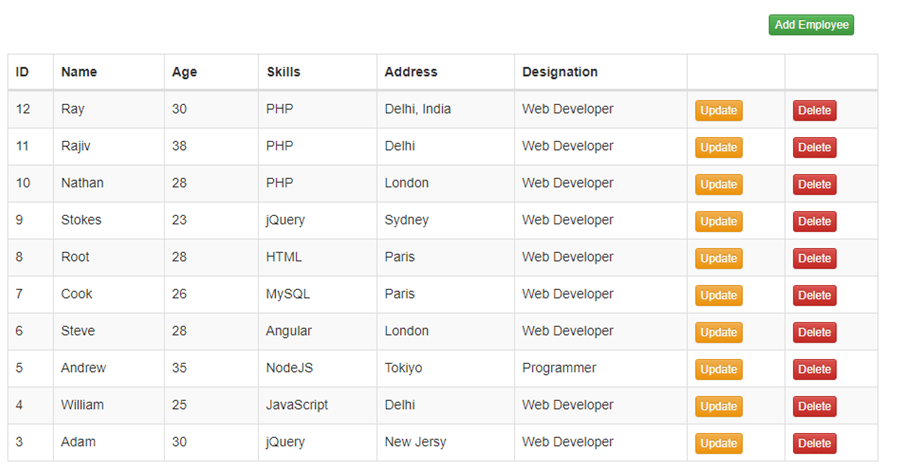 Add Employee
ID Name Age Skills Address Designation
12 Ray 30 PHP Delhi, India Web Developer Update Delete
11 Rajiv 38 PHP Delhi Web Developer Update Delete
10 Nathan 28 PHP London Web Developer Update Delete
9 Stokes 23 jQuery Sydney Web Developer Update Delete
8 Root 28 HTML Paris Web Developer Update Delete
7 Cook 26 MySQL Paris Web Developer Update Delete
6 Steve 28 Angular London Web Developer Update Delete
5 Andrew 35 NodeJS Tokiyo Programmer Update Delete
4 William 25 JavaScript Delhi Web Developer Update Delete
3 Adam 30 jQuery New Jersy Web Developer Update Delete